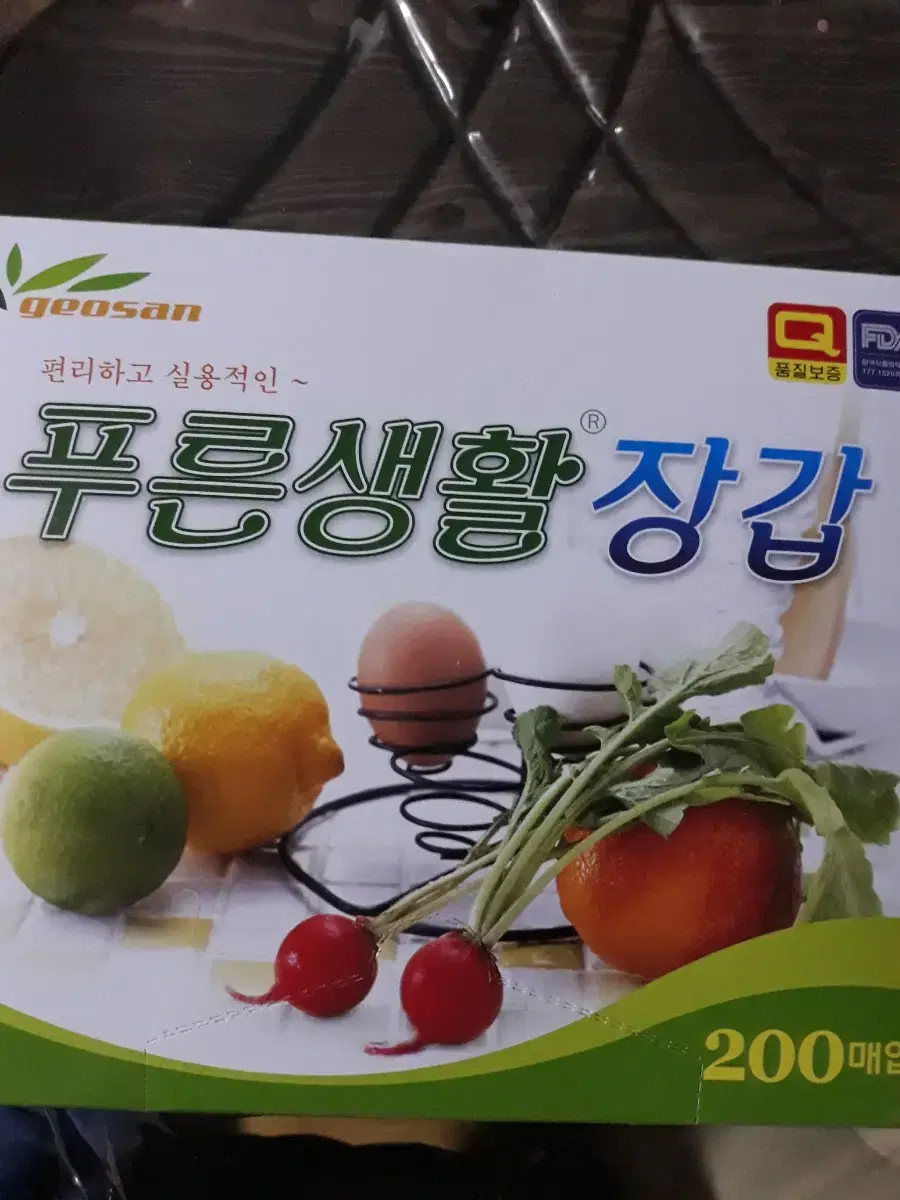 geosan
편리하고 실용적인 ~
푸른생활® 장갑
Q
품질보증
FDA
200매입